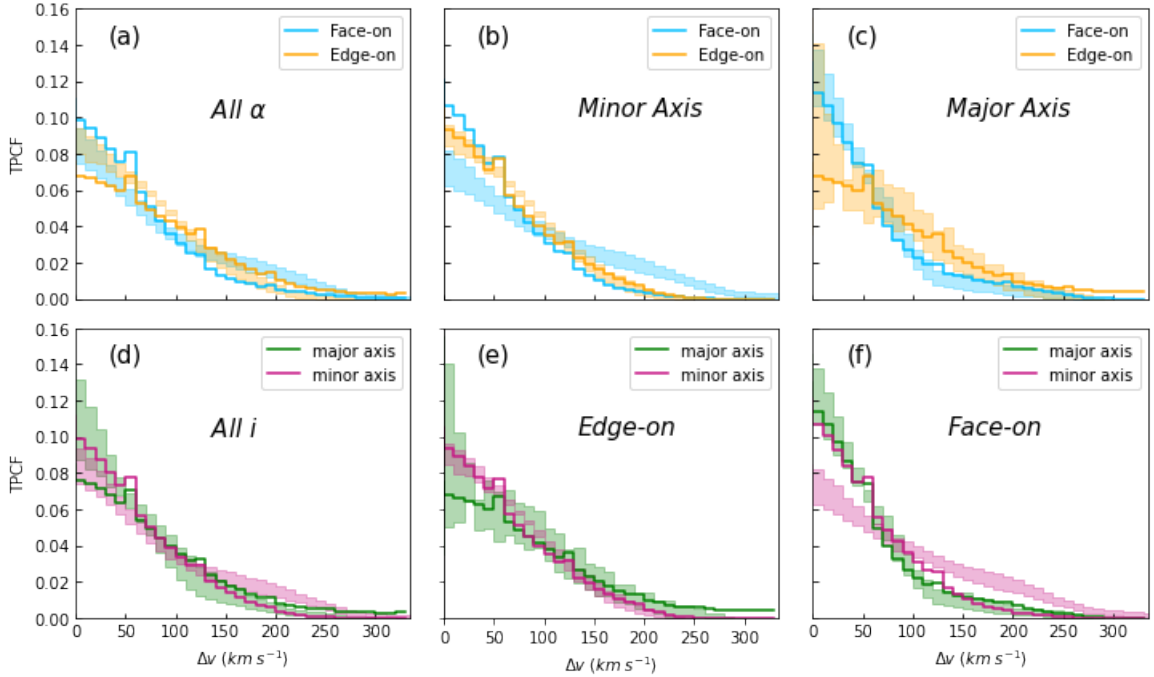 (a)
Face-on
Edge-on
All α
TPCF
0.16
0.14
0.12
0.10
0.08
0.06
0.04
0.02
0.00
(b)
Face-on
Edge-on
Minor Axis
(c)
Face-on
Edge-on
Major Axis
(d)
major axis
minor axis
All i
TPCF
0.16
0.14
0.12
0.10
0.08
0.06
0.04
0.02
0.00
0 50 100 150 200 250 300
Δv (km s⁻¹)
(e)
major axis
minor axis
Edge-on
0 50 100 150 200 250 300
Δv (km s⁻¹)
(f)
major axis
minor axis
Face-on
0 50 100 150 200 250 300
Δv (km s⁻¹)